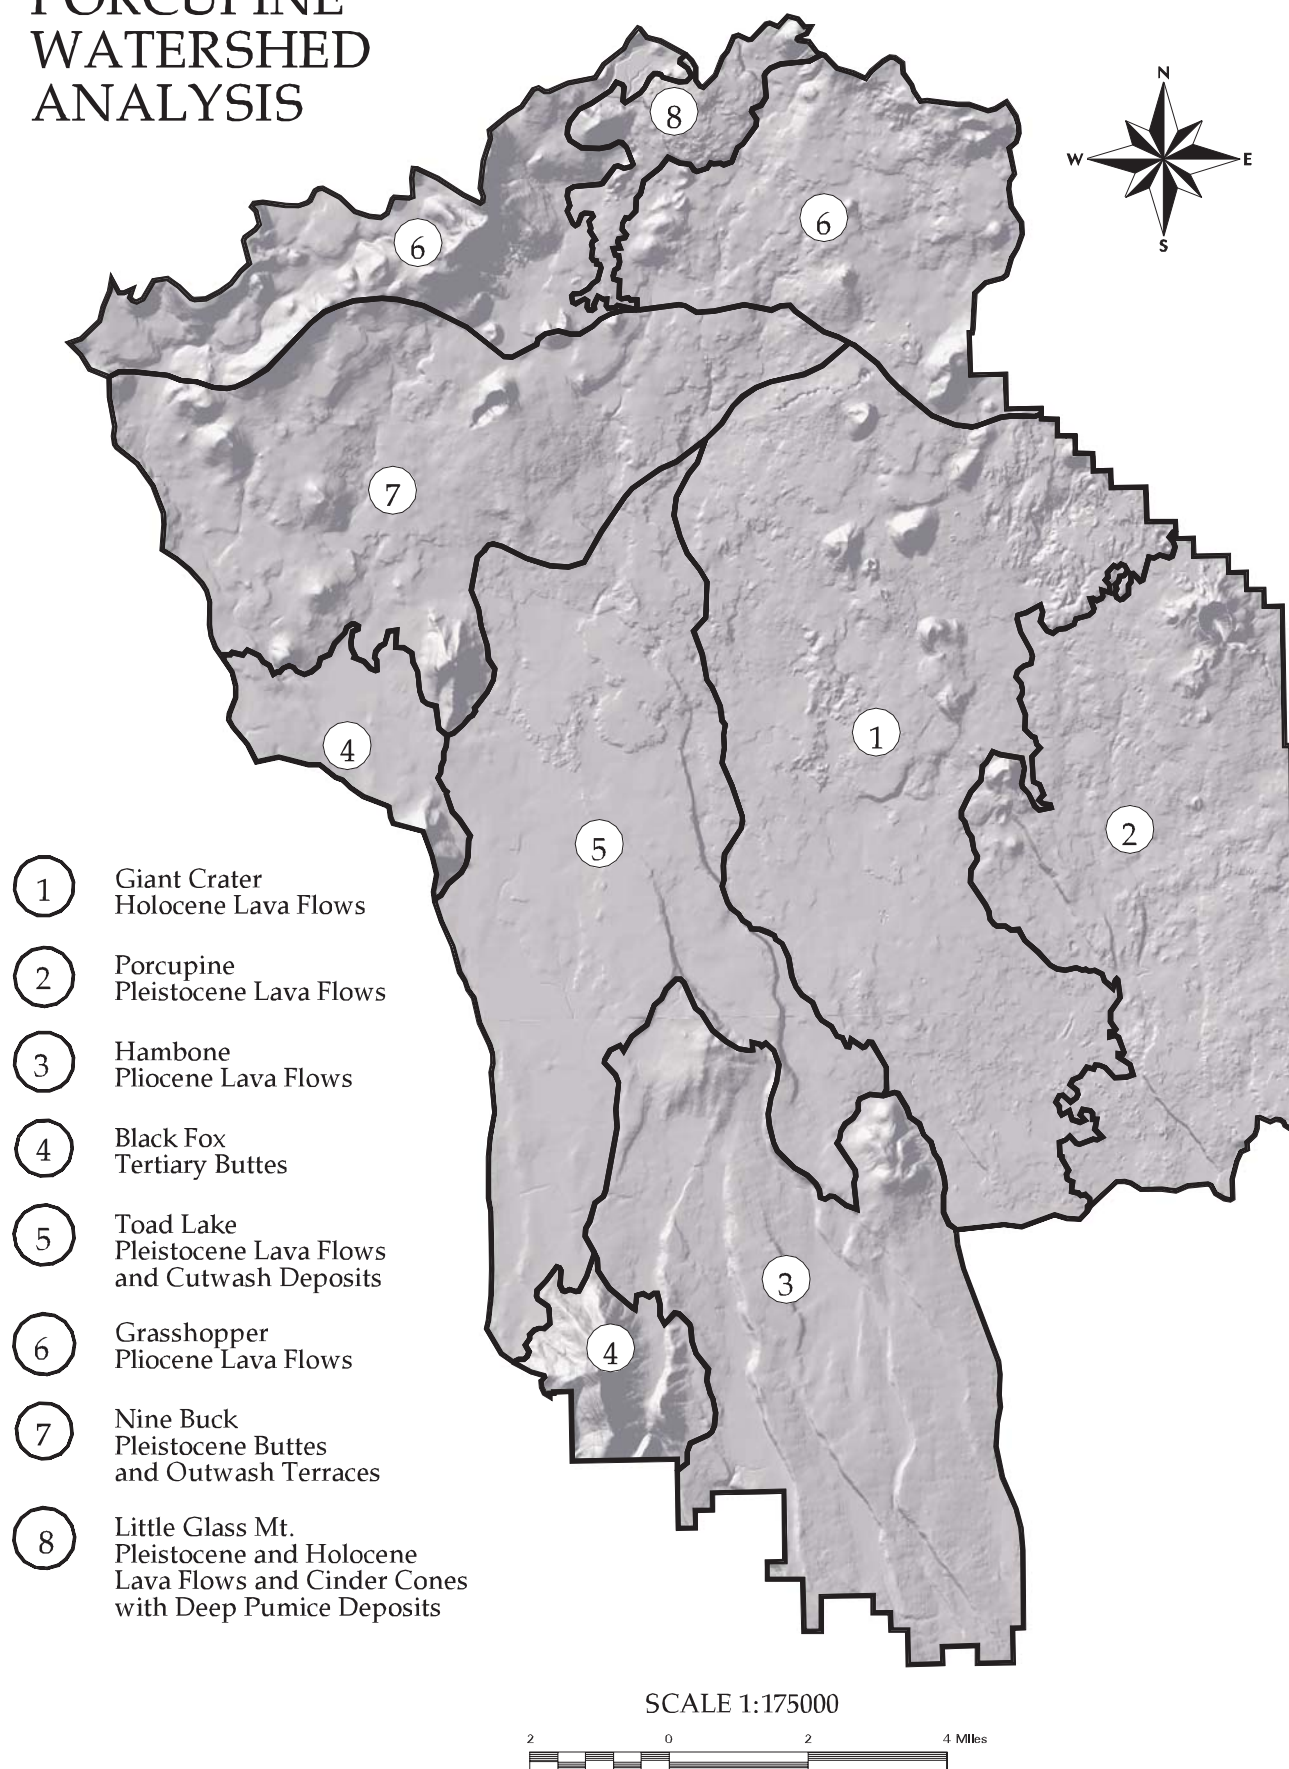 PORCUPINE
WATERSHED
ANALYSIS
N
W
E
S
8
6
6
7
4
1
2
5
3
4
1
Giant Crater
Holocene Lava Flows
2
Porcupine
Pleistocene Lava Flows
3
Hambone
Pliocene Lava Flows
4
Black Fox
Tertiary Buttes
5
Toad Lake
Pleistocene Lava Flows
and Cutwash Deposits
6
Grasshopper
Pliocene Lava Flows
7
Nine Buck
Pleistocene Buttes
and Outwash Terraces
8
Little Glass Mt.
Pleistocene and Holocene
Lava Flows and Cinder Cones
with Deep Pumice Deposits
SCALE 1:175000
2 0 2 4 Miles